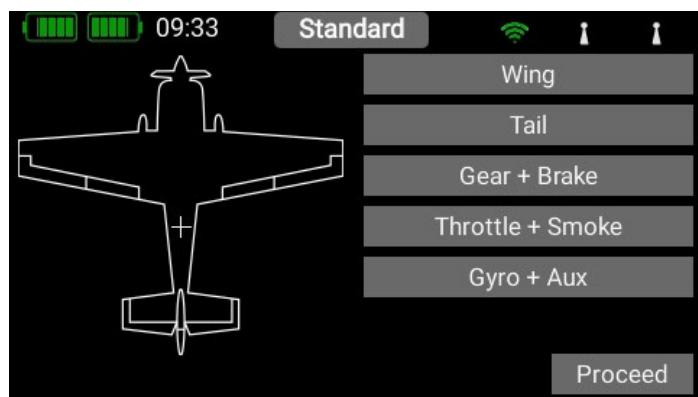 09:33 Standard
Wing
Tail
Gear + Brake
Throttle + Smoke
Gyro + Aux
Proceed